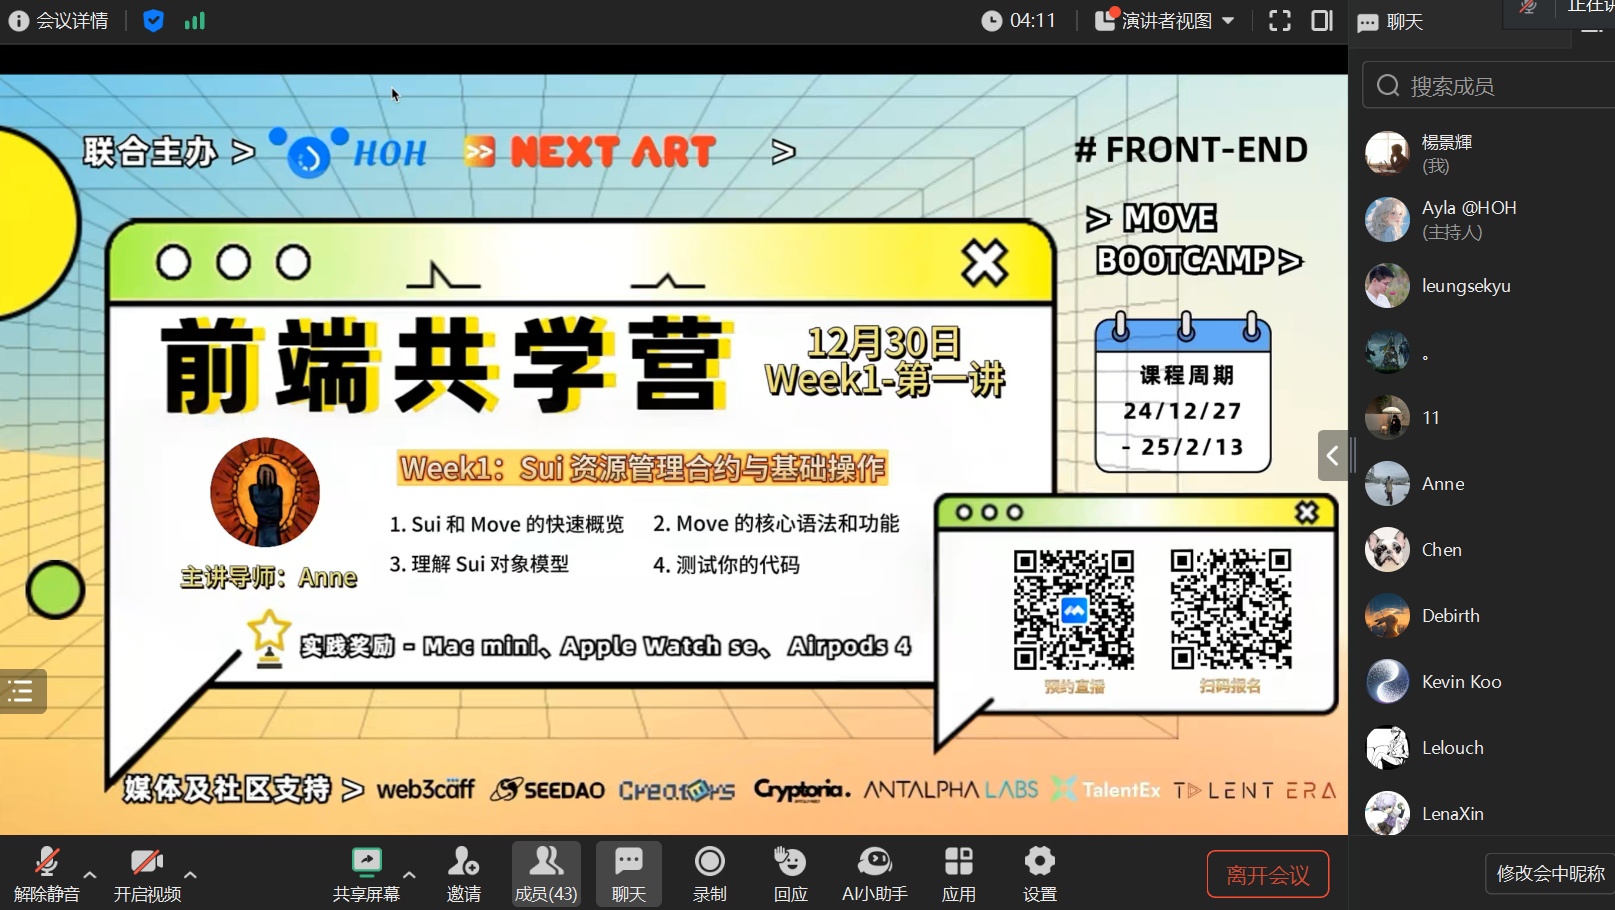 会议详情
04:11
演讲者视图
聊天
联合主办 >
HOH
NEXT ART
>
# FRONT-END
> MOVE
BOOTCAMP >
前端共学营
12月30日
Week1-第一讲
课程周期
24/12/27
- 25/2/13
Week1：Sui 资源管理合约与基础操作
1. Sui 和 Move 的快速概览
2. Move 的核心语法和功能
3. 理解 Sui 对象模型
4. 测试你的代码
主讲导师：Anne
实践奖励 - Mac mini、Apple Watch se、 Airpods 4
预约直播
扫码报名
媒体及社区支持 >
web3caff
SEEDAO
Creators
Cryptoria.
ANTALPHA LABS
TalentEx
TALENT ERA
搜索成员
楊景輝
(我)
Ayla @HOH
(主持人)
leungsekyu
。
11
Anne
Chen
Debirth
Kevin Koo
Lelouch
LenaXin
解除静音
开启视频
共享屏幕
邀请
成员(43)
聊天
录制
回应
AI小助手
应用
设置
离开会议
修改会中昵称